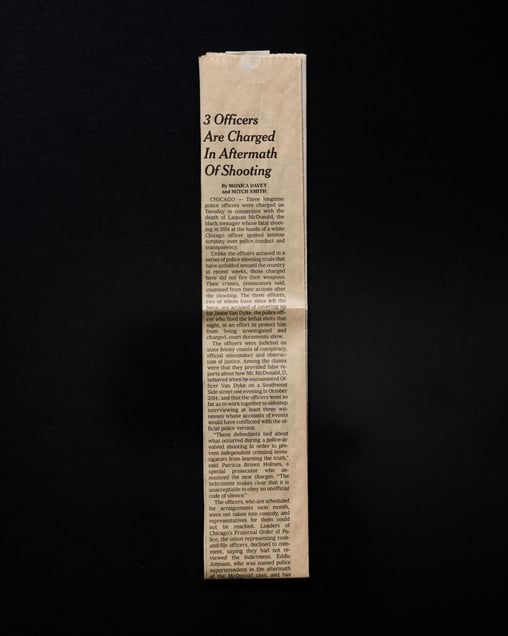 3 Officers
Are Charged
In Aftermath
Of Shooting
By MONICA DAVEY
and MITCH SMITH
CHICAGO — Three longtime
police officers were charged on
Tuesday in connection with the
death of Laquan McDonald, the
black teenager whose fatal shoot-
ing in 2014 at the hands of a white
Chicago officer ignited intense
scrutiny over police conduct and
transparency.
Unlike the officers accused in a
series of police shooting trials that
have unfolded around the country
in recent weeks, those charged
here did not fire their weapons.
Their crimes, prosecutors said,
stemmed from their actions after
the shooting. The three officers,
two of whom have since left the
force, are accused of covering up
for Jason Van Dyke, the police offi-
cer who fired the lethal shots that
night, in an effort to protect him
from being investigated and
charged, court documents show.
The officers were indicted on
state felony counts of conspiracy,
official misconduct and obstruc-
tion of justice. Among the claims
were that they provided false re-
ports about how Mr. McDonald, 17,
behaved when he encountered Of-
ficer Van Dyke on a Southwest
Side street one evening in October
2014; and that the officers went so
far as to work together to sidestep
interviewing at least three wit-
nesses whose accounts of events
would have conflicted with the of-
ficial police version.
"These defendants lied about
what occurred during a police-in-
volved shooting in order to pre-
vent independent criminal inves-
tigators from learning the truth,"
said Patricia Brown Holmes, a
special prosecutor who an-
nounced the new charges. "The
indictment makes clear that it is
unacceptable to obey an unofficial
code of silence."
The officers, who are scheduled
for arraignments next month,
were not taken into custody, and
representatives for them could
not be reached. Leaders of
Chicago's Fraternal Order of Po-
lice, the union representing rank-
and-file officers, declined to com-
ment, saying they had not re-
viewed the indictment. Eddie
Johnson, who was named police
superintendent in the aftermath
of the McDonald case, and has